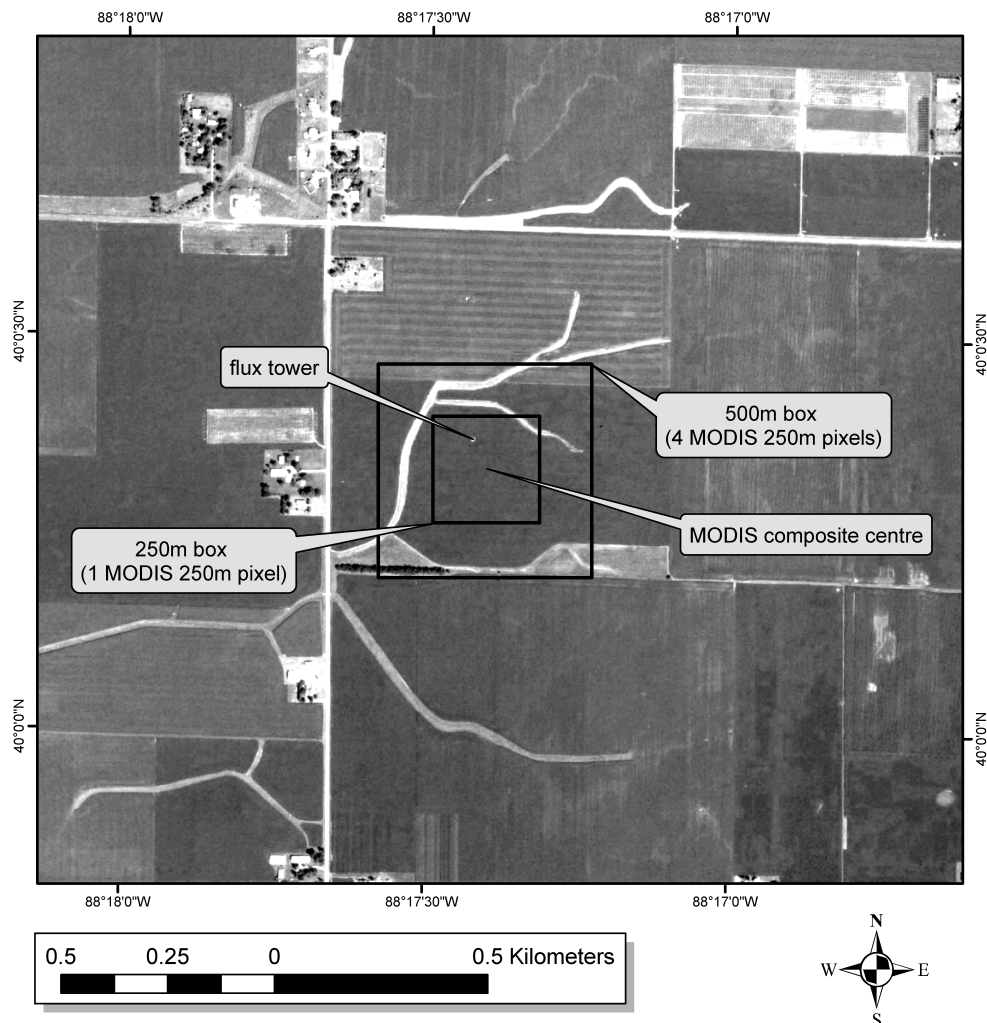 88°18'0"W
88°17'30"W
88°17'0"W
40°0'30"N
40°0'30"N
flux tower
500m box
(4 MODIS 250m pixels)
MODIS composite centre
250m box
(1 MODIS 250m pixel)
40°0'0"N
40°0'0"N
88°18'0"W
88°17'30"W
88°17'0"W
0.5 0.25 0 0.5 Kilometers
N
W E
S